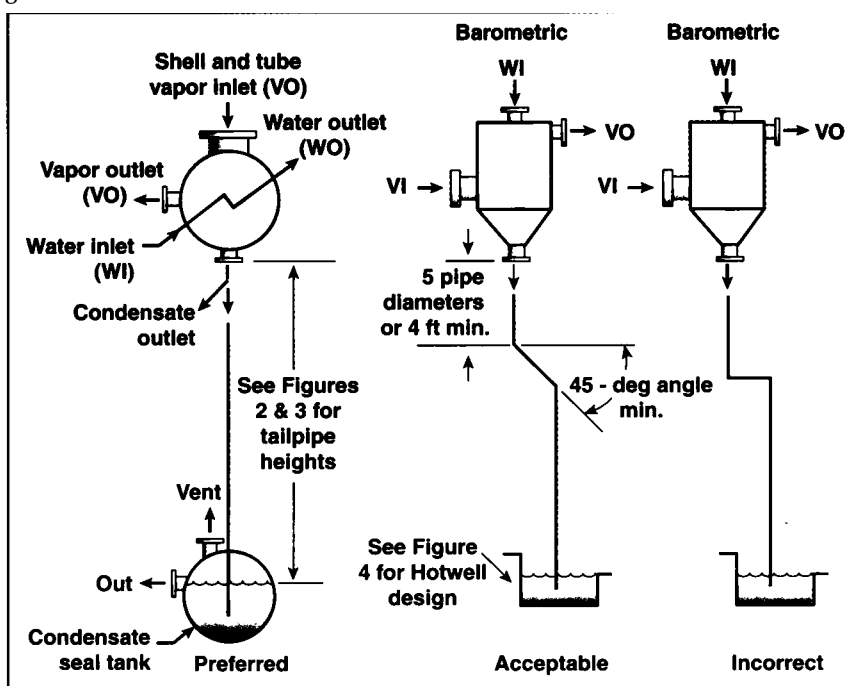 Shell and tube
vapor inlet (VO)
Water outlet
(WO)
Vapor outlet
(VO)
Water inlet
(WI)
Condensate
outlet
See Figures
2 & 3 for
tailpipe
heights
Vent
Out
Condensate
seal tank
Preferred
Barometric
WI
VO
VI
5 pipe
diameters
or 4 ft min.
45 - deg angle
min.
See Figure
4 for Hotwell
design
Acceptable
Barometric
WI
VO
VI
Incorrect